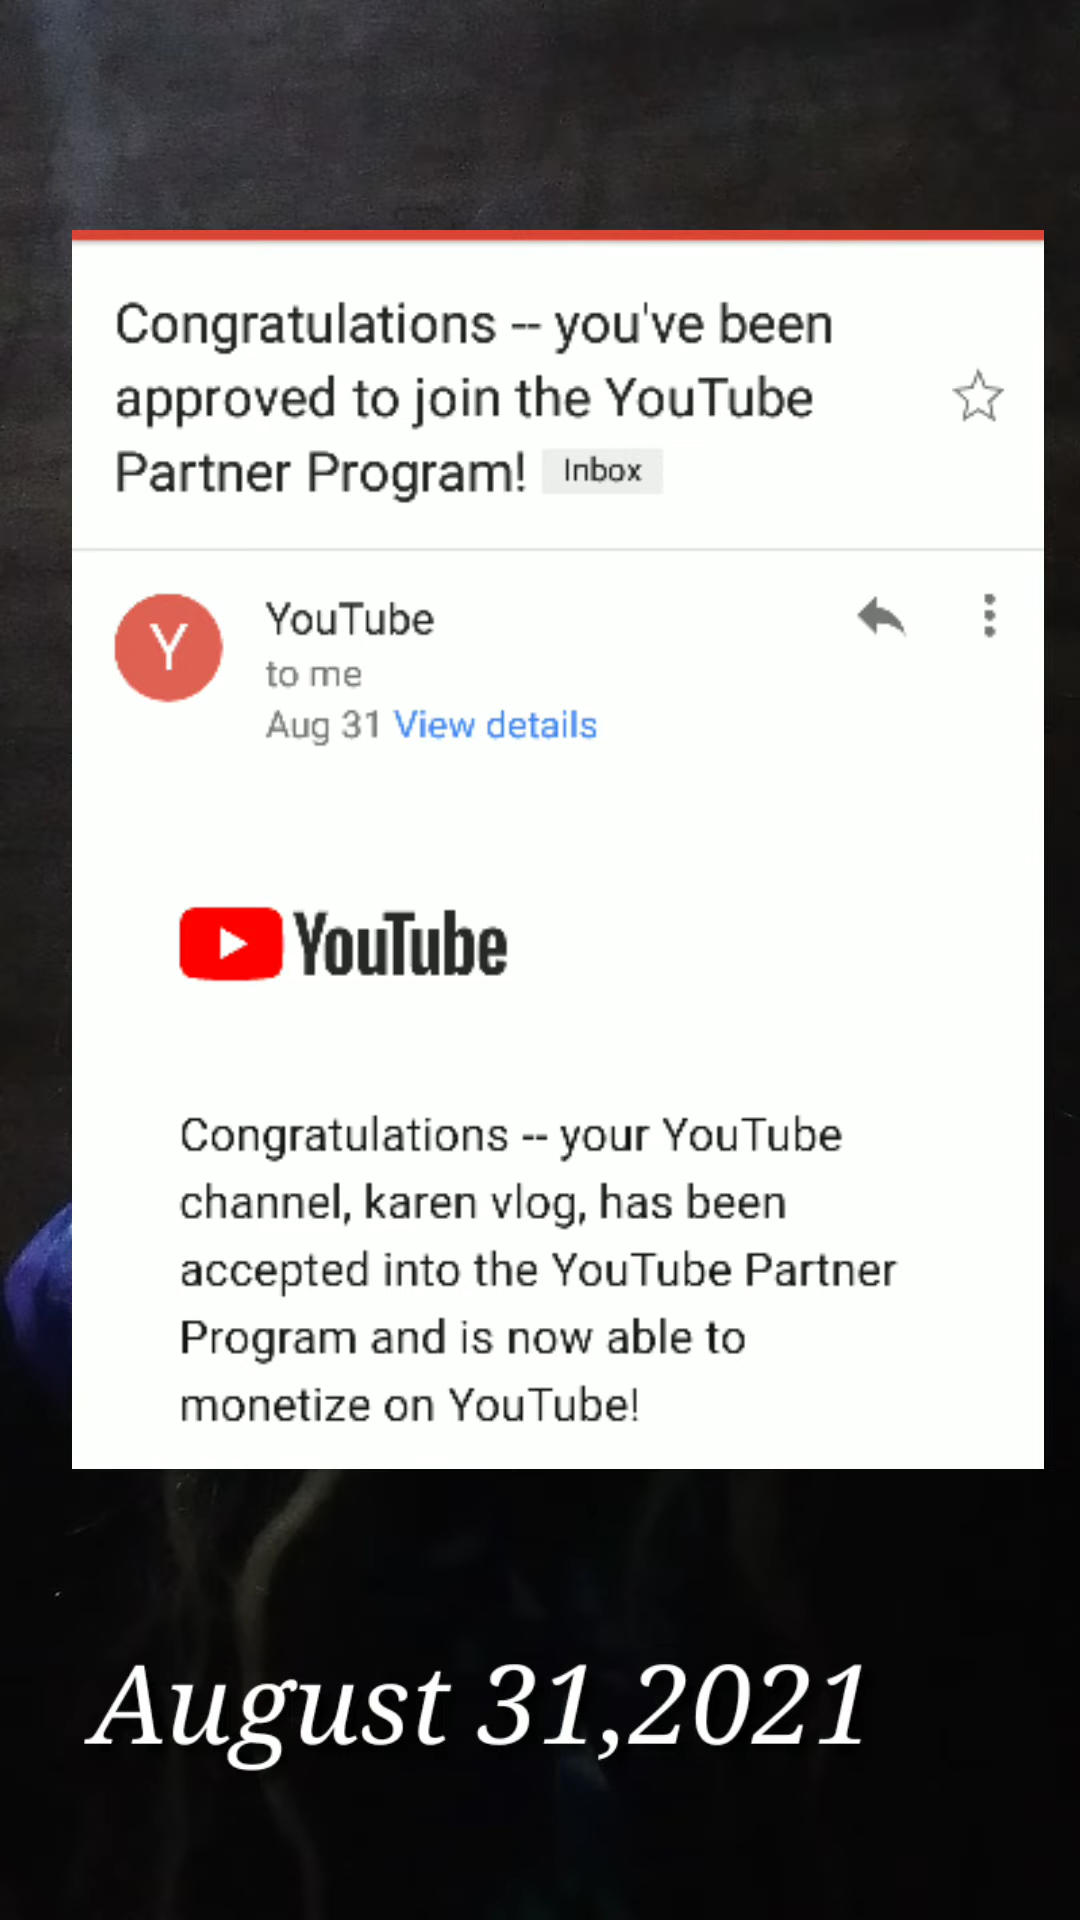 Congratulations -- you've been
approved to join the YouTube
Partner Program! Inbox
Y
YouTube
to me
Aug 31 View details
YouTube
Congratulations -- your YouTube
channel, karen vlog, has been
accepted into the YouTube Partner
Program and is now able to
monetize on YouTube!
August 31,2021